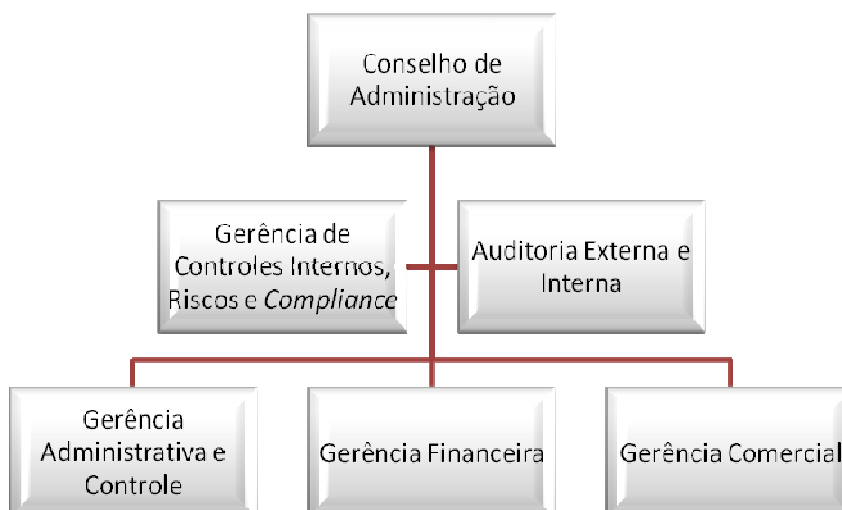 Conselho de
Administração
Gerência de
Controles Internos,
Riscos e Compliance
Auditoria Externa e
Interna
Gerência
Administrativa e
Controle
Gerência Financeira
Gerência Comercial